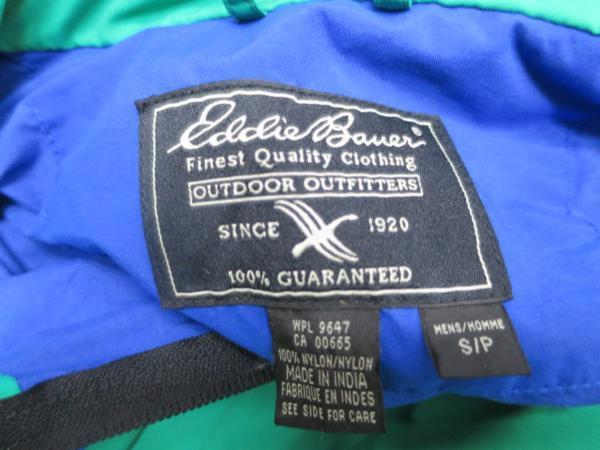 Eddie Bauer®
Finest Quality Clothing
OUTDOOR OUTFITTERS
SINCE 1920
100% GUARANTEED
WPL 9647
CA 00665
100% NYLON/NYLON
MADE IN INDIA
FABRIQUE EN INDES
SEE SIDE FOR CARE
MENS/HOMME
S/P